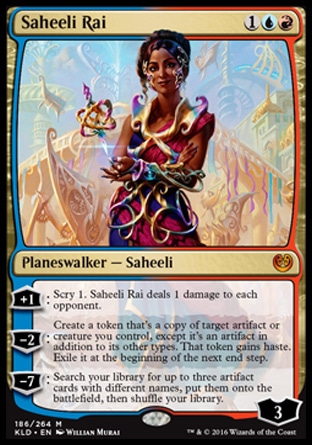 Saheeli Rai 1
Planeswalker — Saheeli
+1: Scry 1. Saheeli Rai deals 1 damage to each
opponent.
Create a token that's a copy of target artifact or
-2: creature you control, except it's an artifact in
addition to its other types. That token gains haste.
Exile it at the beginning of the next end step.
Search your library for up to three artifact
-7: cards with different names, put them onto the
battlefield, then shuffle your library.
3
186/264 M
KLD • EN Willian Murai ™ & © 2016 Wizards of the Coast